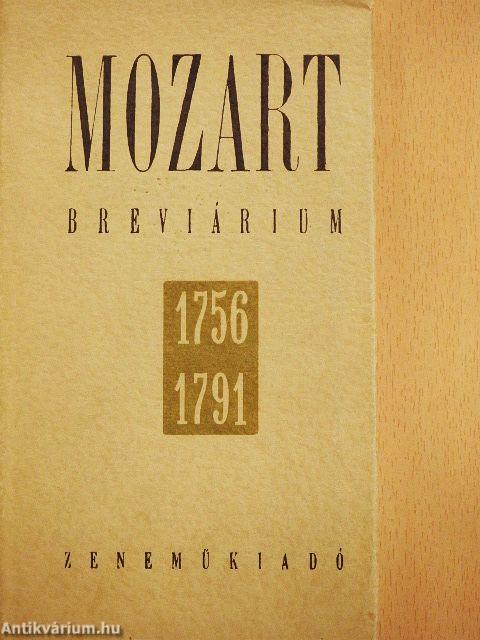 MOZART
BREVIÁRIUM
1756
1791
ZENEMŰKIADÓ
Antikvárium.hu